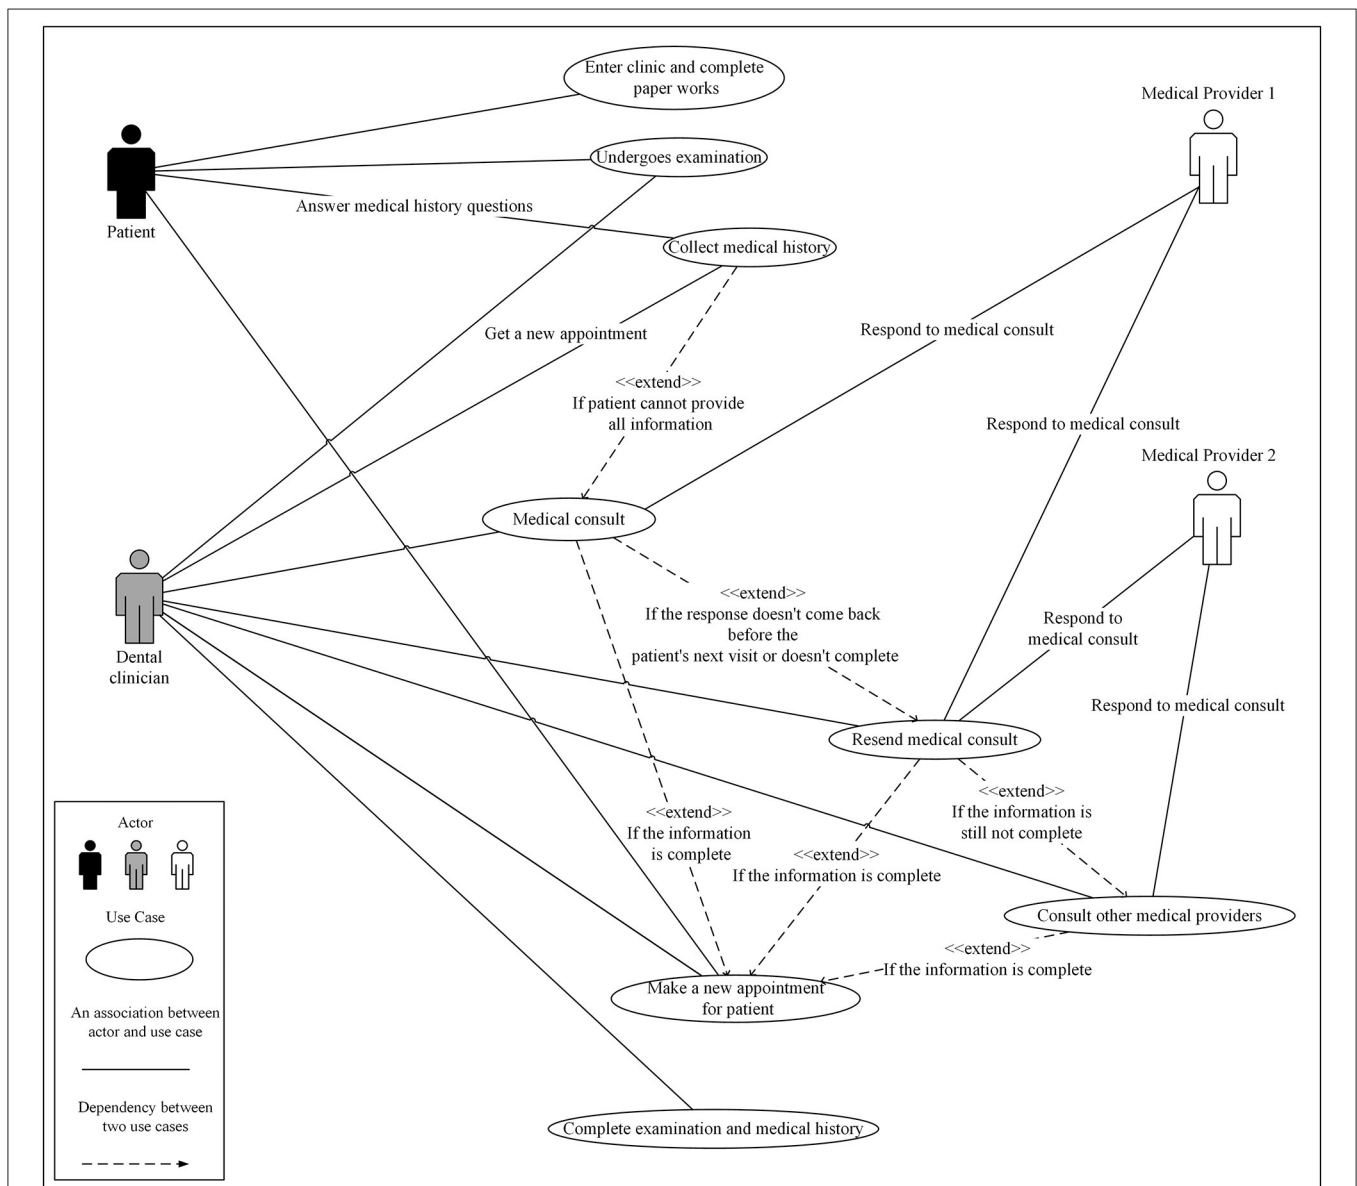 Enter clinic and complete
paper works
Medical Provider 1
Undergoes examination
Answer medical history questions
Patient
Collect medical history
Get a new appointment
Respond to medical consult
<<extend>>
If patient cannot provide
all information
Respond to medical consult
Medical Provider 2
Medical consult
<<extend>>
If the response doesn't come back
before the
patient's next visit or doesn't complete
Respond to
medical consult
Dental
clinician
Respond to medical consult
Resend medical consult
<<extend>>
If the information is
still not complete
<<extend>>
If the information
is complete
<<extend>>
If the information is complete
Consult other medical providers
<<extend>>
If the information is complete
Make a new appointment
for patient
Complete examination and medical history
Actor
Use Case
An association between
actor and use case
Dependency between
two use cases